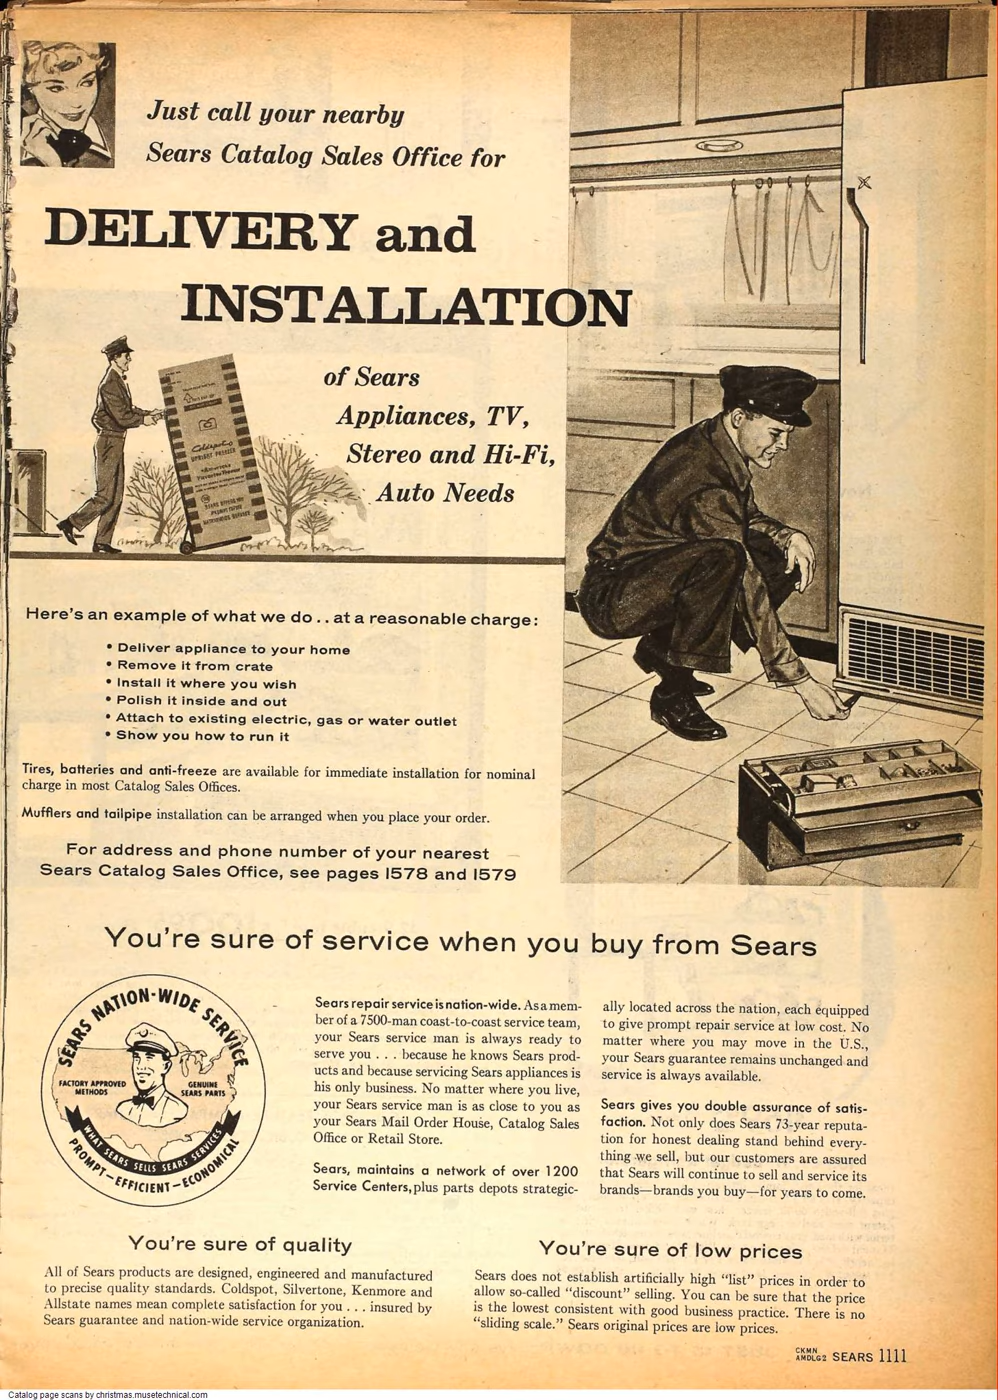 Just call your nearby
Sears Catalog Sales Office for
DELIVERY and
INSTALLATION
of Sears
Appliances, TV,
Stereo and Hi-Fi,
Auto Needs
Coldspot
UPRIGHT FREEZER
Here's an example of what we do .. at a reasonable charge:
• Deliver appliance to your home
• Remove it from crate
• Install it where you wish
• Polish it inside and out
• Attach to existing electric, gas or water outlet
• Show you how to run it
Tires, batteries and anti-freeze are available for immediate installation for nominal
charge in most Catalog Sales Offices.
Mufflers and tailpipe installation can be arranged when you place your order.
For address and phone number of your nearest
Sears Catalog Sales Office, see pages 1578 and 1579
You're sure of service when you buy from Sears
SEARS NATION-WIDE SERVICE
FACTORY APPROVED
METHODS
GENUINE
SEARS PARTS
WHAT SEARS SELLS SEARS SERVICES
PROMPT-EFFICIENT-ECONOMICAL
Sears repair service is nation-wide. As a mem-
ber of a 7500-man coast-to-coast service team,
your Sears service man is always ready to
serve you . . . because he knows Sears prod-
ucts and because servicing Sears appliances is
his only business. No matter where you live,
your Sears service man is as close to you as
your Sears Mail Order House, Catalog Sales
Office or Retail Store.
Sears, maintains a network of over 1200
Service Centers, plus parts depots strategic-
ally located across the nation, each equipped
to give prompt repair service at low cost. No
matter where you may move in the U.S.,
your Sears guarantee remains unchanged and
service is always available.
Sears gives you double assurance of satis-
faction. Not only does Sears 73-year reputa-
tion for honest dealing stand behind every-
thing we sell, but our customers are assured
that Sears will continue to sell and service its
brands—brands you buy—for years to come.
You're sure of quality
All of Sears products are designed, engineered and manufactured
to precise quality standards. Coldspot, Silvertone, Kenmore and
Allstate names mean complete satisfaction for you . . . insured by
Sears guarantee and nation-wide service organization.
You're sure of low prices
Sears does not establish artificially high "list" prices in order to
allow so-called "discount" selling. You can be sure that the price
is the lowest consistent with good business practice. There is no
"sliding scale." Sears original prices are low prices.
CKMN
AMDLG2 SEARS 1111
Catalog page scans by christmas.musetechnical.com